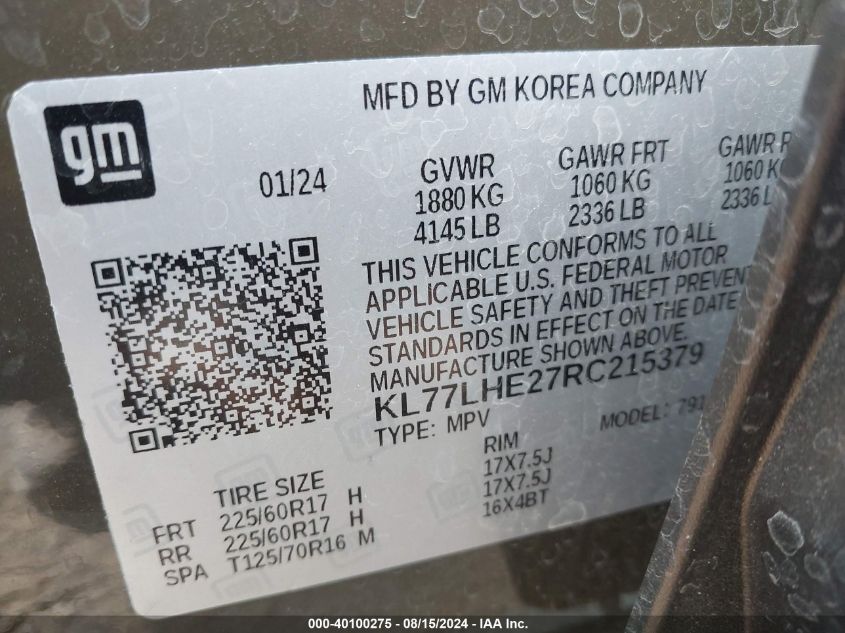 MFD BY GM KOREA COMPANY
gm
01/24
GVWR GAWR FRT GAWR
1880 KG 1060 KG 1060
4145 LB 2336 LB 2336
THIS VEHICLE CONFORMS TO ALL
APPLICABLE U.S. FEDERAL MOTOR
VEHICLE SAFETY AND THEFT
STANDARDS IN EFFECT ON THE DATE
MANUFACTURE SHOWN ABOVE.
KL77LHE27RC215379
TYPE: MPV MODEL:
TIRE SIZE RIM
FRT 225/60R17 H 17X7.5J
RR 225/60R17 H 17X7.5J
SPA T125/70R16 M 16X4BT
000-40100275 - 08/15/2024 - IAA Inc.